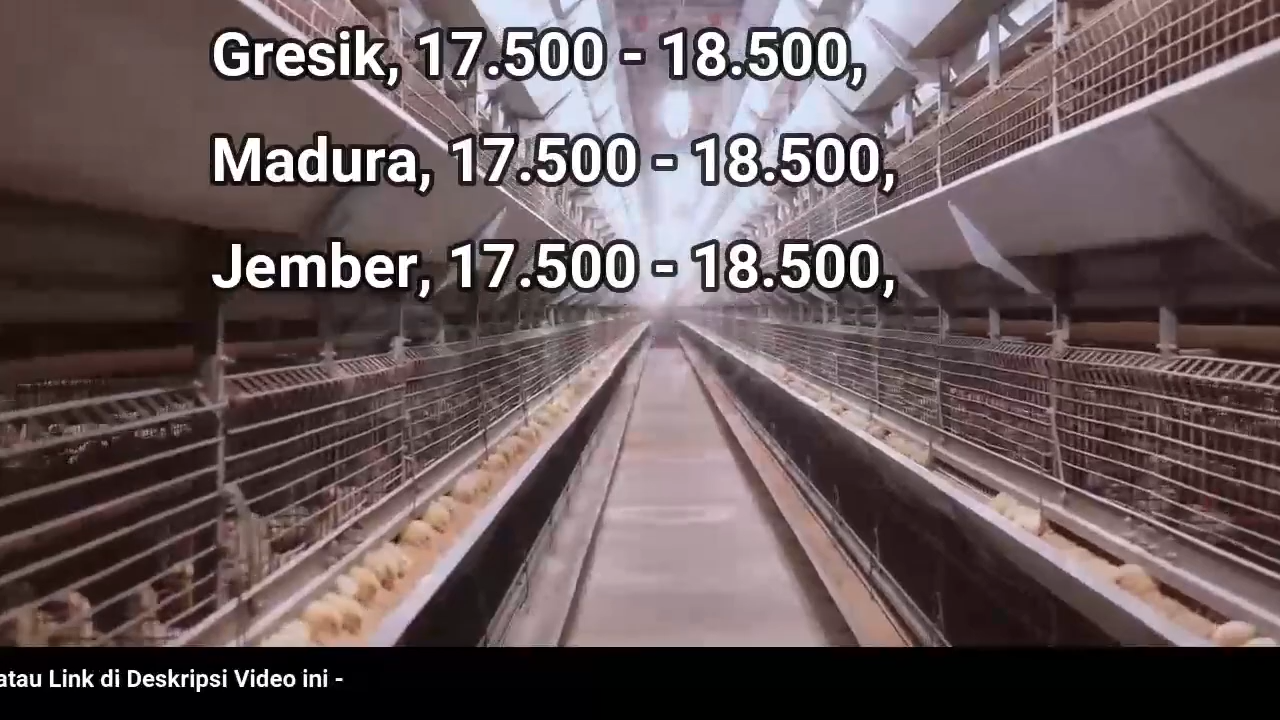 Gresik, 17.500 - 18.500,
Madura, 17.500 - 18.500,
Jember, 17.500 - 18.500,
atau Link di Deskripsi Video ini -